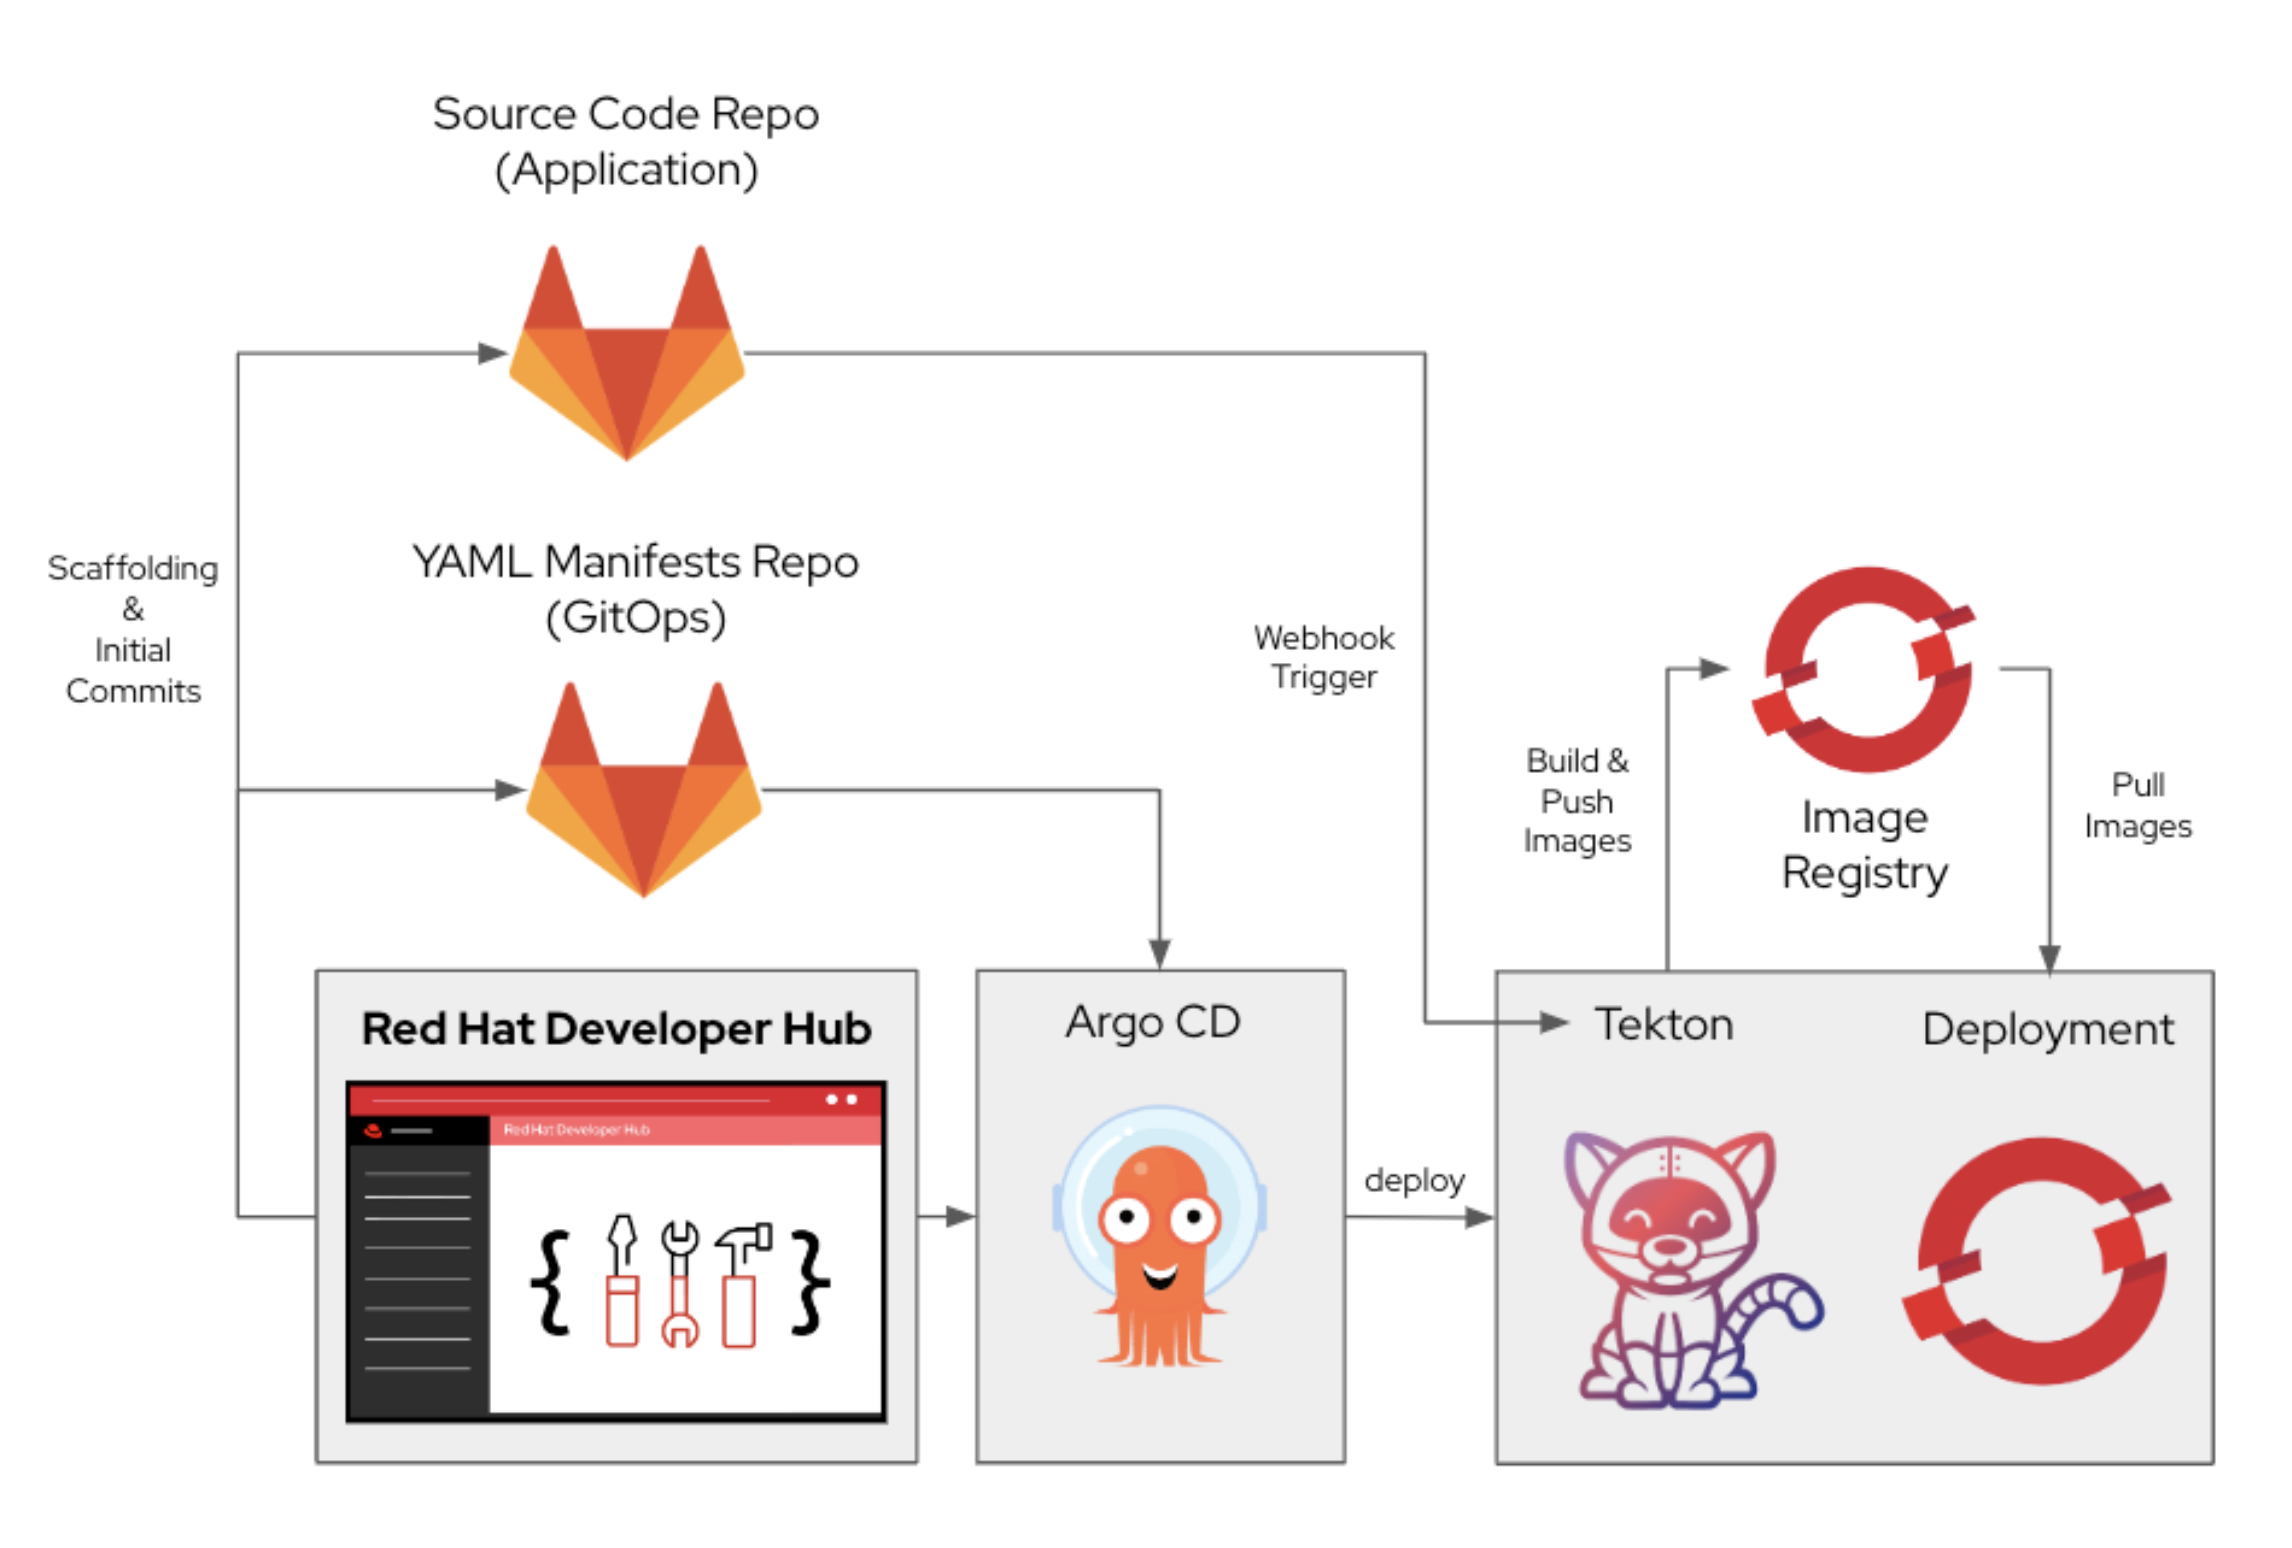 Source Code Repo
(Application)
Scaffolding
&
Initial
Commits
YAML Manifests Repo
(GitOps)
Webhook
Trigger
Build &
Push
Images
Image
Registry
Pull
Images
Red Hat Developer Hub
Red Hat Developer Hub
Argo CD
deploy
Tekton
Deployment